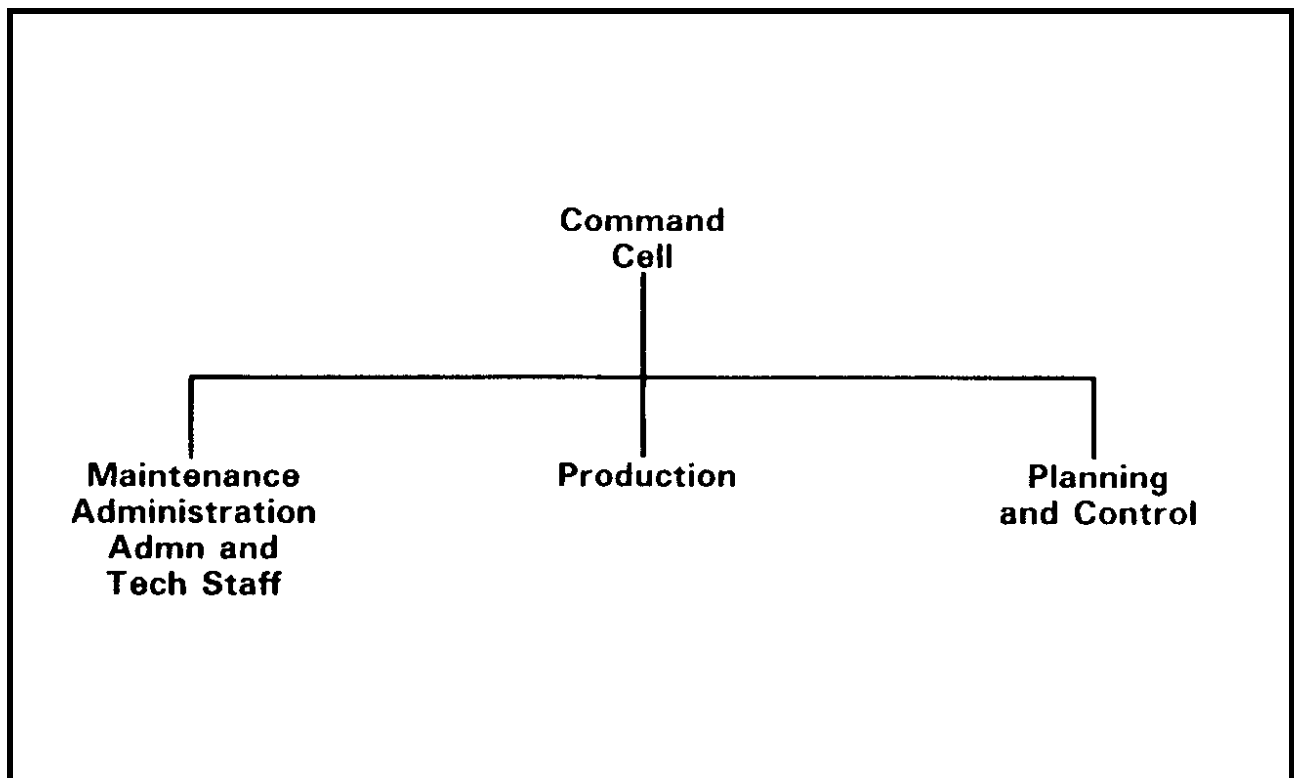 Command
Cell
Maintenance
Administration
Admn and
Tech Staff
Production
Planning
and Control